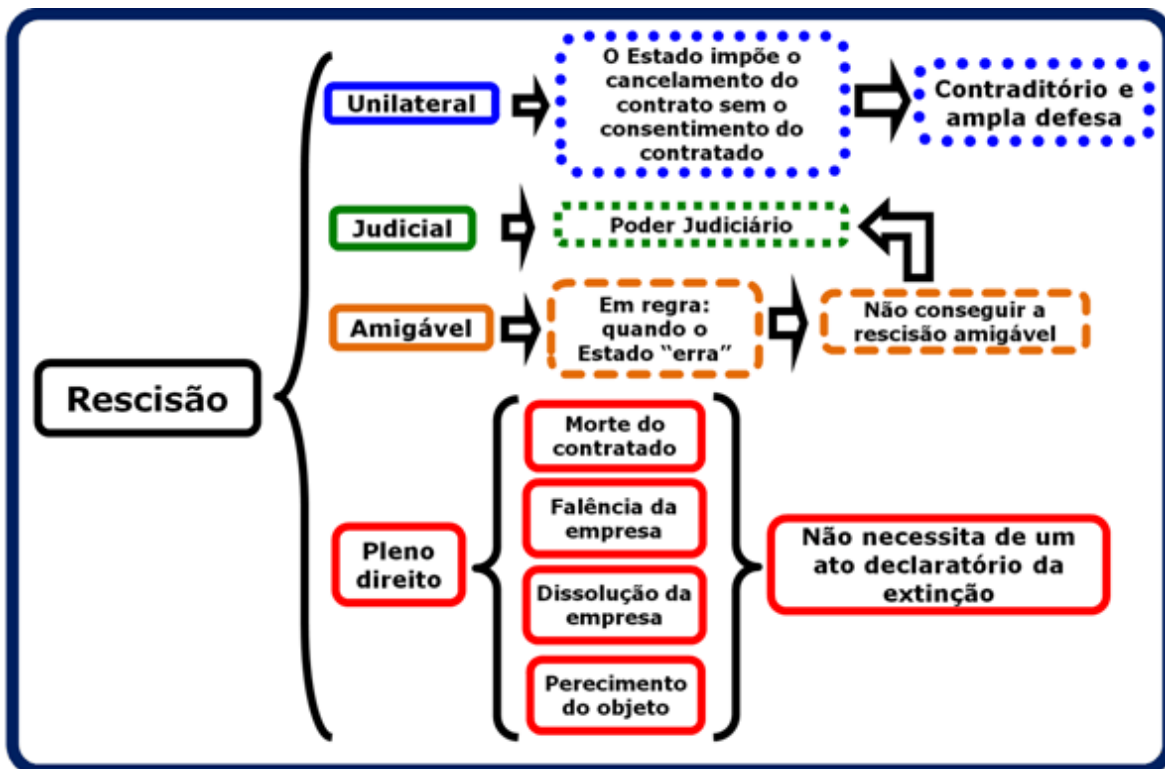 Rescisão
Unilateral
O Estado impõe o
cancelamento do
contrato sem o
consentimento do
contratado
Contraditório e
ampla defesa
Judicial
Poder Judiciário
Amigável
Em regra:
quando o
Estado “erra”
Não conseguir a
rescisão amigável
Pleno
direito
Morte do
contratado
Falência da
empresa
Dissolução da
empresa
Perecimento
do objeto
Não necessita de um
ato declaratório da
extinção